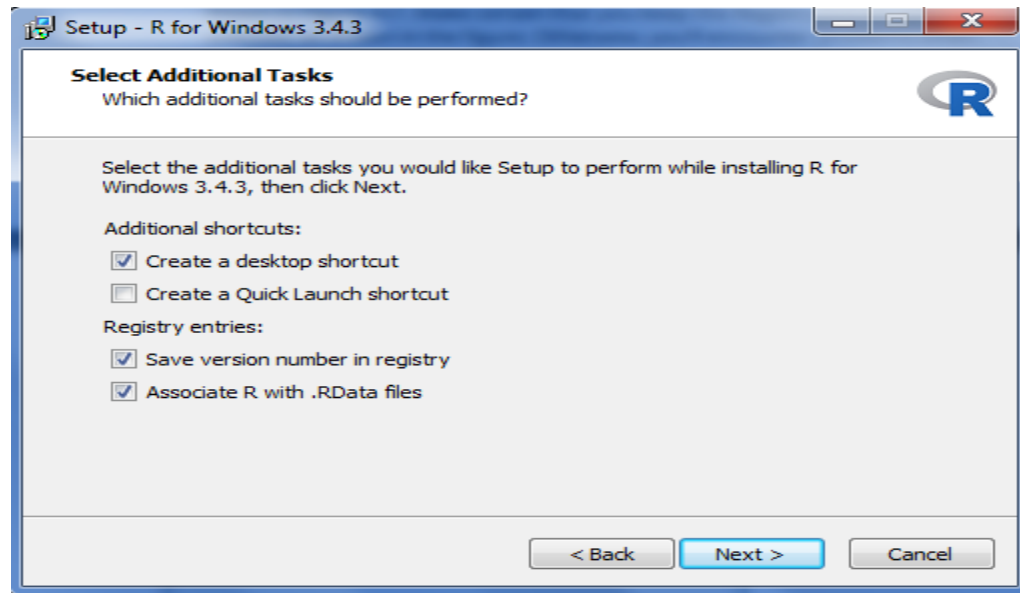 Setup - R for Windows 3.4.3
Select Additional Tasks
Which additional tasks should be performed?
R
Select the additional tasks you would like Setup to perform while installing R for
Windows 3.4.3, then click Next.
Additional shortcuts:
Create a desktop shortcut
Create a Quick Launch shortcut
Registry entries:
Save version number in registry
Associate R with .RData files
< Back
Next >
Cancel